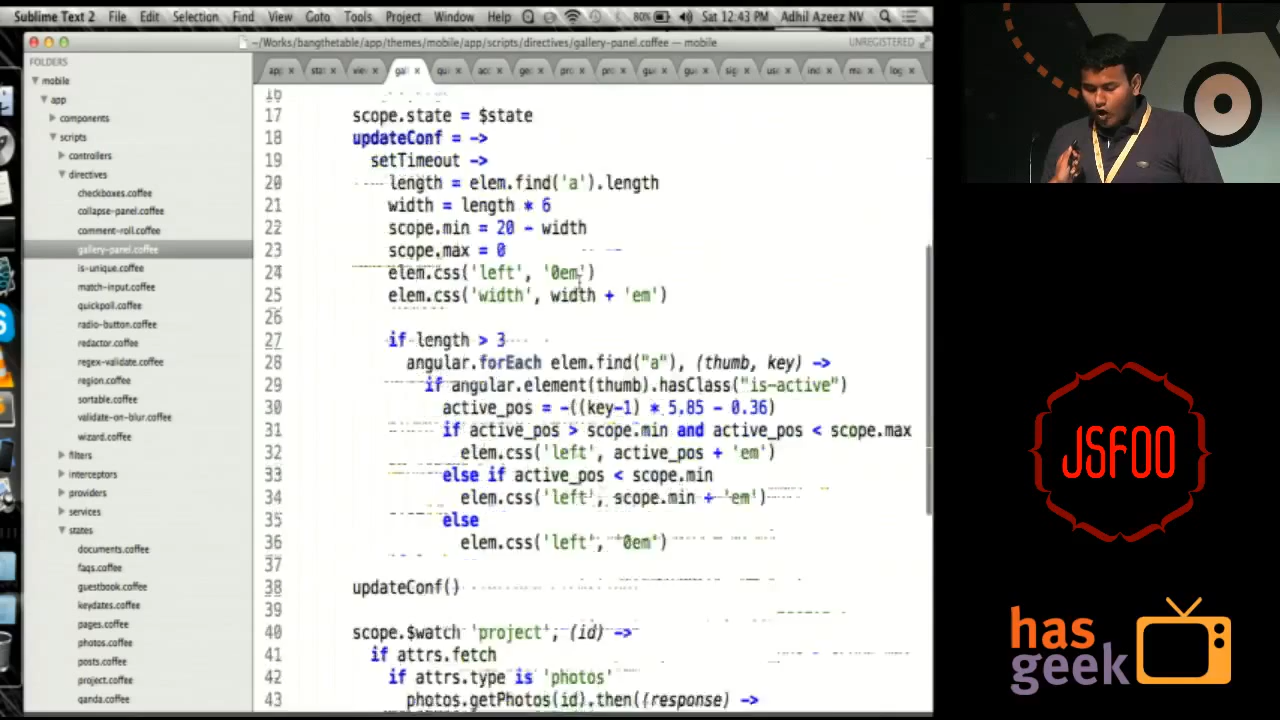 Sublime Text 2 File Edit Selection Find View Goto Tools Project Window Help 80% Sat 12:43 PM Adhil Azeez NV
~/Works/bangthetable/app/themes/mobile/app/scripts/directives/gallery-panel.coffee — mobile UNREGISTERED
FOLDERS
mobile
app
components
scripts
controllers
directives
checkboxes.coffee
collapse-panel.coffee
comment-roll.coffee
gallery-panel.coffee
is-unique.coffee
match-input.coffee
quickpoll.coffee
radio-button.coffee
redactor.coffee
regex-validate.coffee
region.coffee
sortable.coffee
validate-on-blur.coffee
wizard.coffee
filters
interceptors
providers
services
states
documents.coffee
faqs.coffee
guestbook.coffee
keydates.coffee
pages.coffee
photos.coffee
posts.coffee
project.coffee
qanda.coffee
16
17 scope.state = $state
18 updateConf = ->
19 setTimeout ->
20 length = elem.find('a').length
21 width = length * 6
22 scope.min = 20 - width
23 scope.max = 0
24 elem.css('left', '0em')
25 elem.css('width', width + 'em')
26
27 if length > 3
28 angular.forEach elem.find("a"), (thumb, key) ->
29 if angular.element(thumb).hasClass("is-active")
30 active_pos = -((key-1) * 5.85 - 0.36)
31 if active_pos > scope.min and active_pos < scope.max
32 elem.css('left', active_pos + 'em')
33 else if active_pos < scope.min
34 elem.css('left', scope.min + 'em')
35 else
36 elem.css('left', '0em')
37
38 updateConf()
39
40 scope.$watch 'project', (id) ->
41 if attrs.fetch
42 if attrs.type is 'photos'
43 photos.getPhotos(id).then((response) ->
JSFOO
has
geek